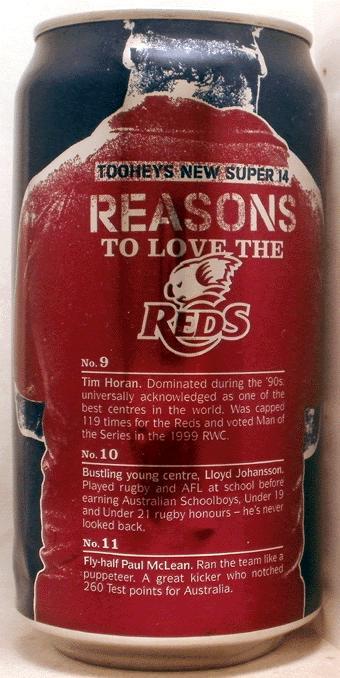 TOOHEYS NEW SUPER 14
REASONS
TO LOVE THE
REDS
No.9
Tim Horan. Dominated during the '90s.
universally acknowledged as one of the
best centres in the world. Was capped
119 times for the Reds and voted Man of
the Series in the 1999 RWC.
No.10
Bustling young centre, Lloyd Johansson.
Played rugby and AFL at school before
earning Australian Schoolboys, Under 19
and Under 21 rugby honours – he's never
looked back.
No.11
Fly-half Paul McLean. Ran the team like a
puppeteer. A great kicker who notched
260 Test points for Australia.